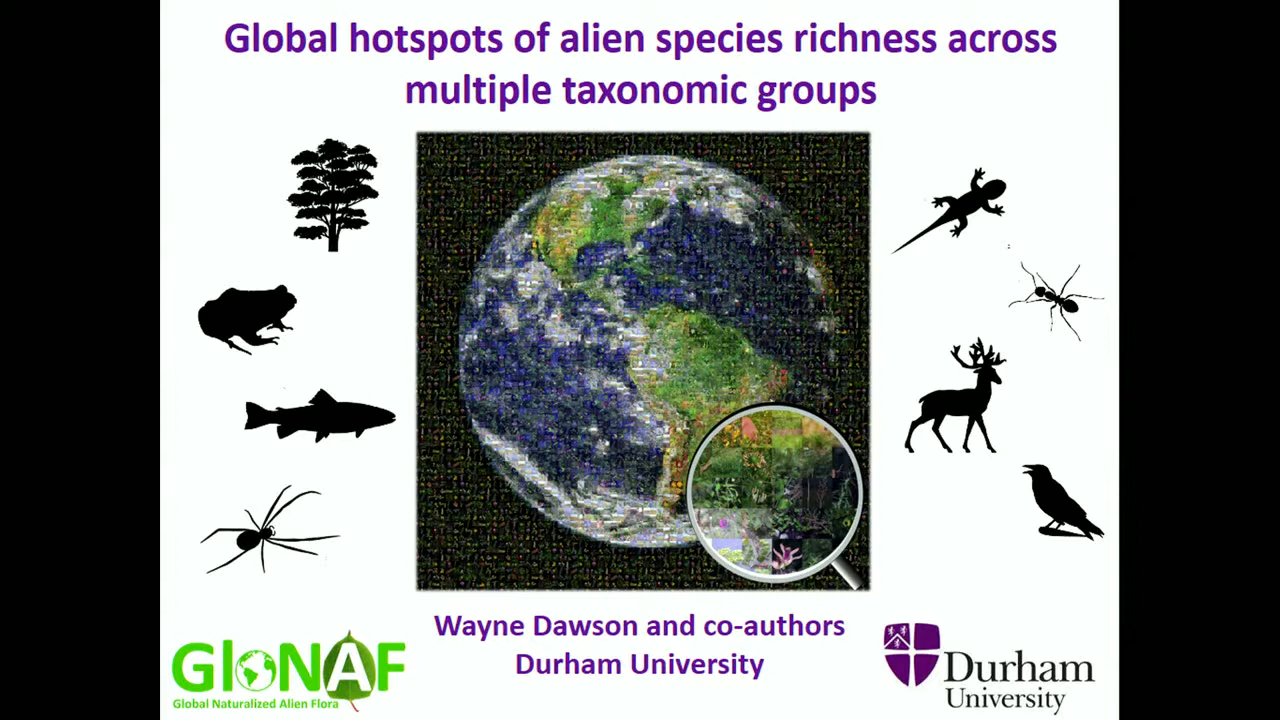 Global hotspots of alien species richness across
multiple taxonomic groups
Wayne Dawson and co-authors
Durham University
GloNAF
Global Naturalized Alien Flora
Durham
University